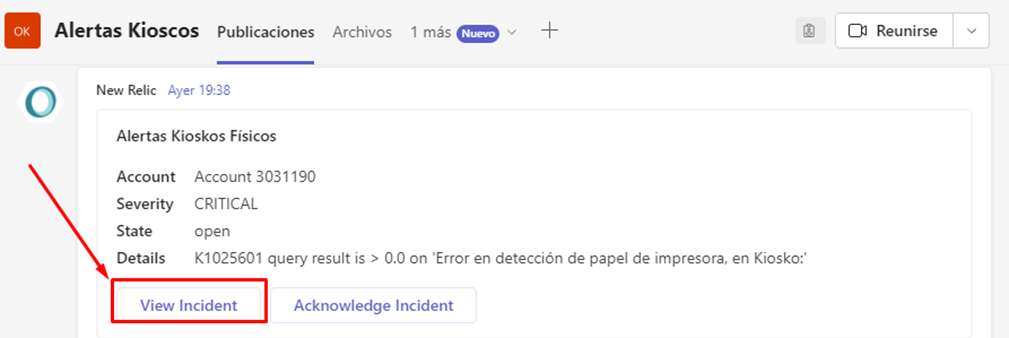 OK Alertas Kioscos Publicaciones Archivos 1 más Nuevo Reunirse
New Relic Ayer 19:38
Alertas Kioskos Físicos
Account Account 3031190
Severity CRITICAL
State open
Details K1025601 query result is > 0.0 on 'Error en detección de papel de impresora, en Kiosko:'
View Incident Acknowledge Incident